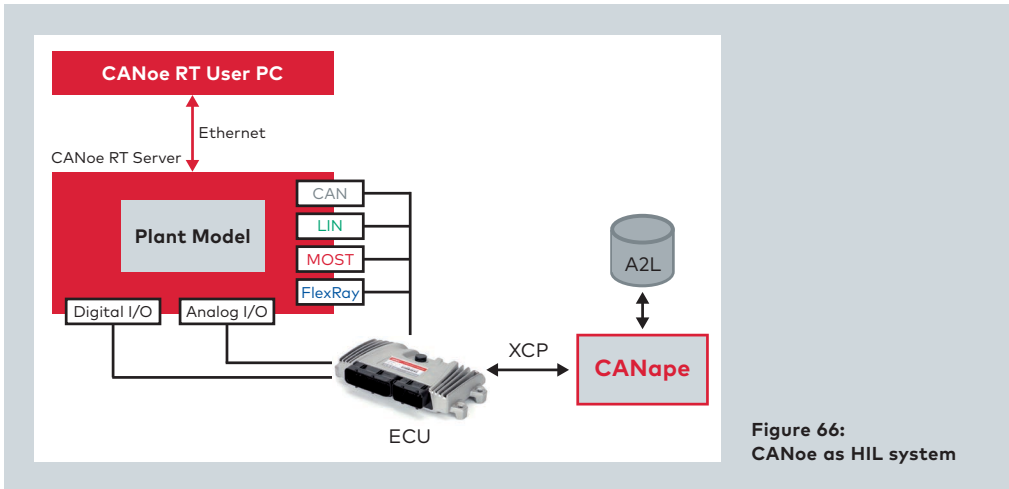 CANoe RT User PC
Ethernet
CANoe RT Server
CAN
LIN
MOST
FlexRay
Plant Model
Digital I/O
Analog I/O
ECU
XCP
A2L
CANape
Figure 66:
CANoe as HIL system